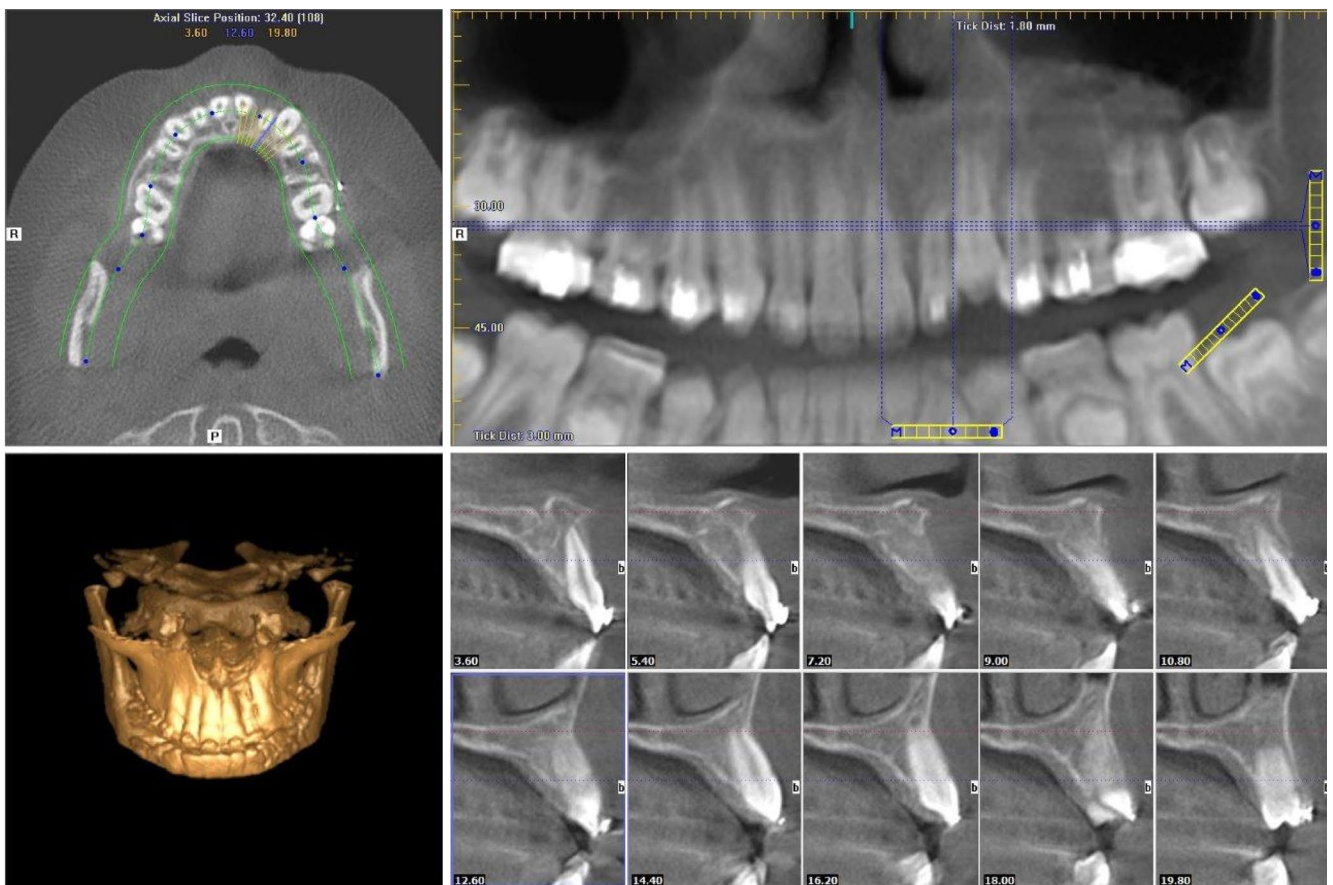 Axial Slice Position: 32.40 (108)
3.60 12.60 19.80
R
P
Tick Dist: 1.80 mm
30.00
R
45.00
M
M
M
Tick Dist: 3.00 mm
b
b
b
b
b
3.60
5.40
7.20
9.00
10.80
b
b
b
b
b
12.60
14.40
16.20
18.00
19.80